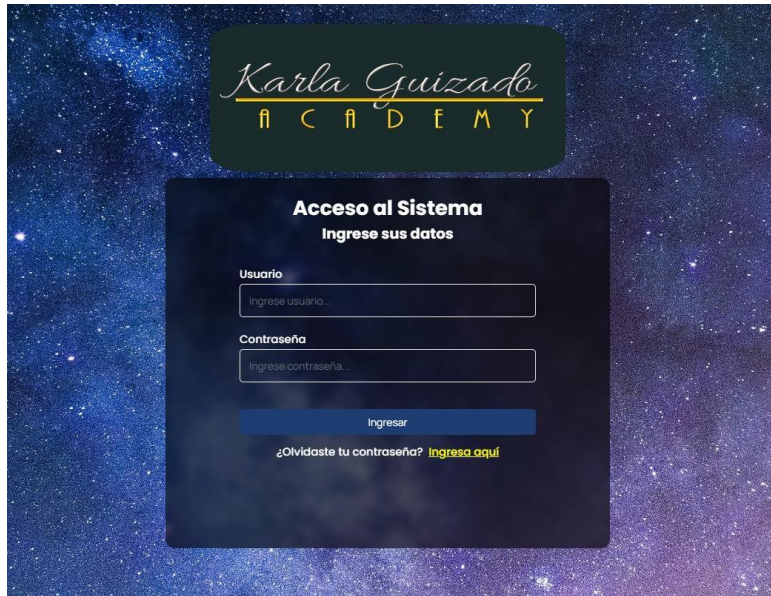 Karla Guizado
ACADEMY
Acceso al Sistema
Ingrese sus datos
Usuario
Ingrese usuario...
Contraseña
Ingrese contraseña...
Ingresar
¿Olvidaste tu contraseña? Ingresa aquí